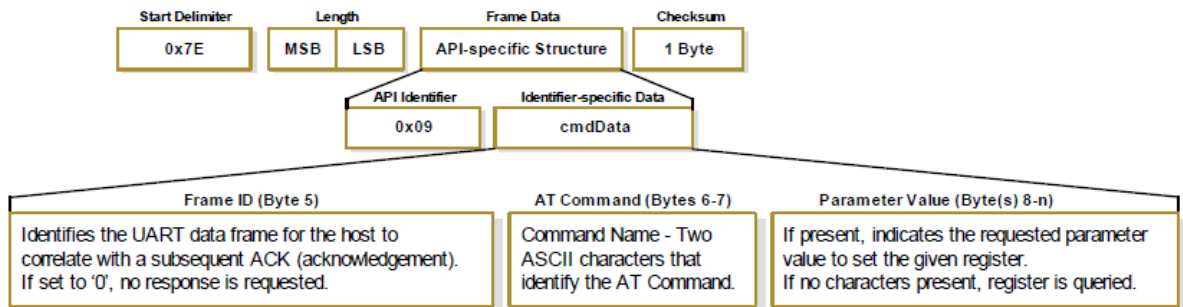 Start Delimiter Length Frame Data Checksum
0x7E MSB LSB API-specific Structure 1 Byte
API Identifier Identifier-specific Data
0x09 cmdData
Frame ID (Byte 5)
Identifies the UART data frame for the host to
correlate with a subsequent ACK (acknowledgement).
If set to ‘0’, no response is requested.
AT Command (Bytes 6-7)
Command Name - Two
ASCII characters that
identify the AT Command.
Parameter Value (Byte(s) 8-n)
If present, indicates the requested parameter
value to set the given register.
If no characters present, register is queried.